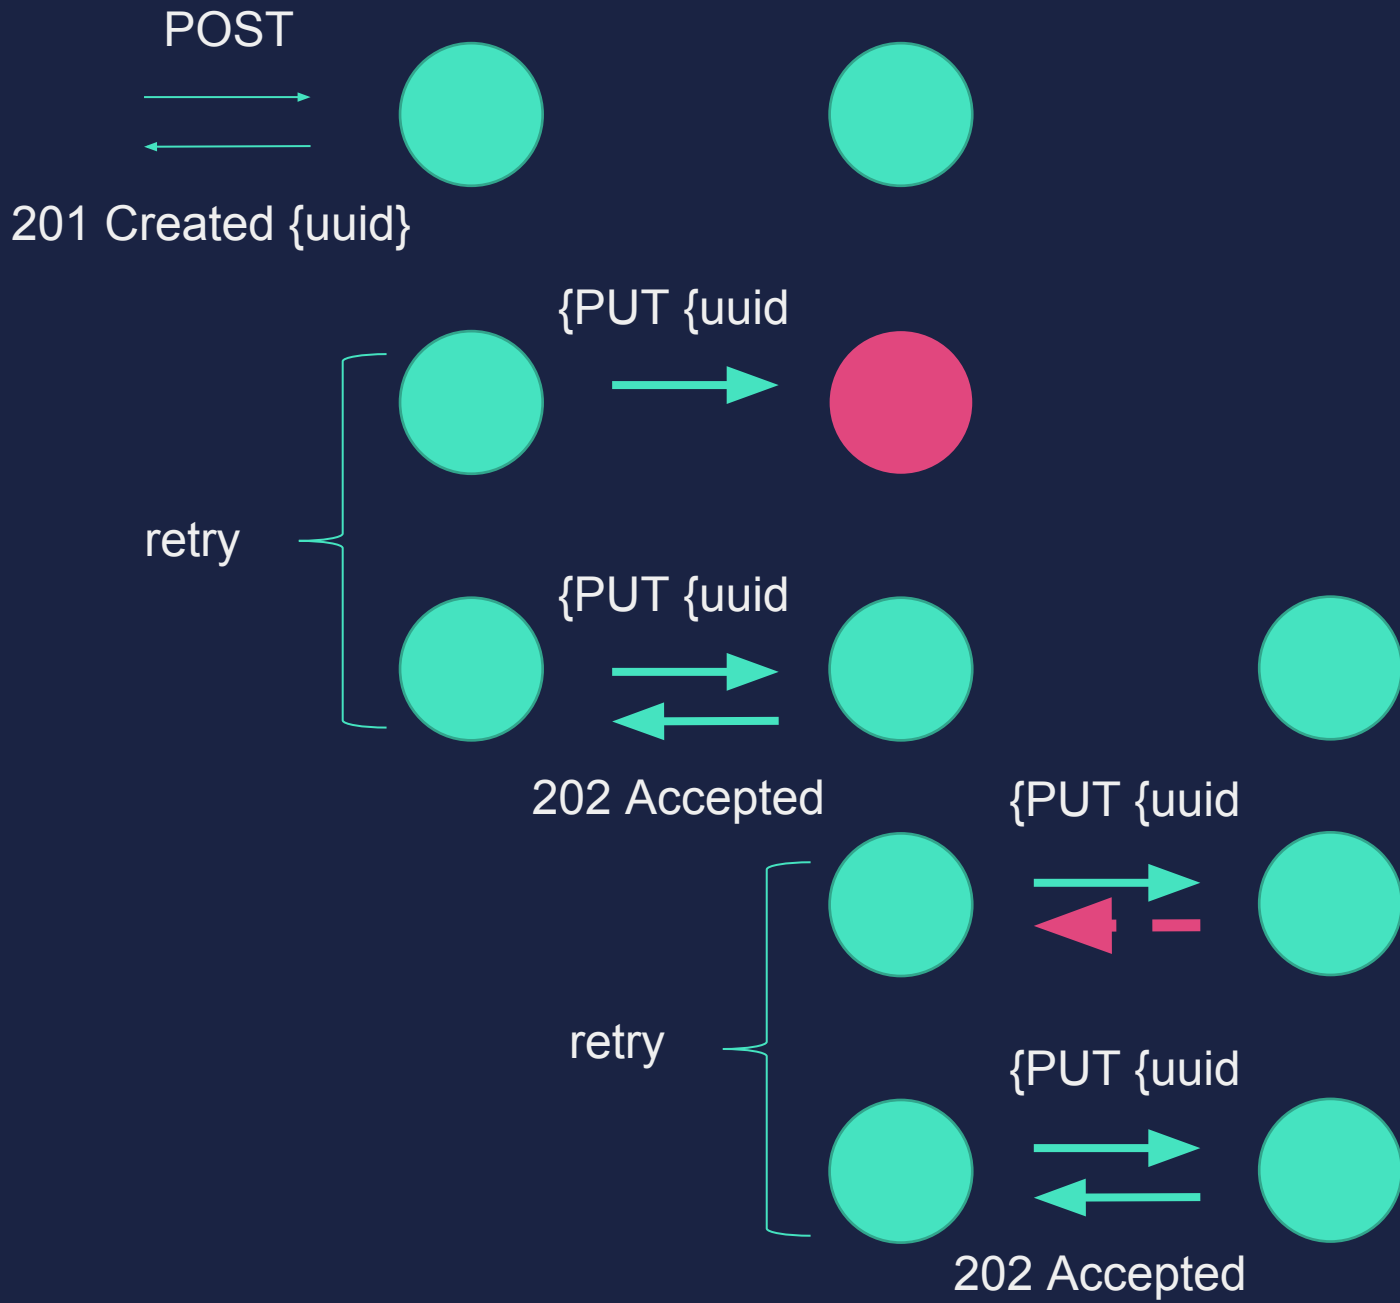 POST
201 Created {uuid}
{PUT {uuid
retry
{PUT {uuid
202 Accepted
{PUT {uuid
retry
{PUT {uuid
202 Accepted